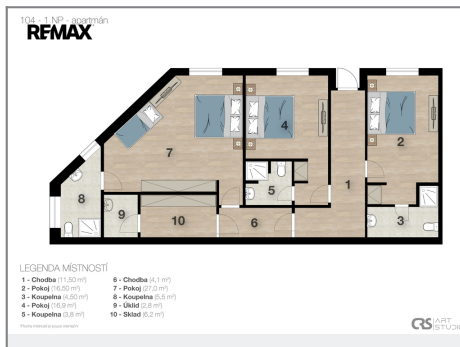 104 - 1 NP - apartmán
RE/MAX
7
4
2
1
8
5
9
10
6
3
LEGENDA MÍSTNOSTÍ
1 - Chodba (11,50 m²)
2 - Pokoj (16,50 m²)
3 - Koupelna (4,50 m²)
4 - Pokoj (16,9 m²)
5 - Koupelna (3,8 m²)
6 - Chodba (4,1 m²)
7 - Pokoj (27,0 m²)
8 - Koupelna (5,5 m²)
9 - Úklid (2,8 m²)
10 - Sklad (6,2 m²)
CRS ART STUDIO